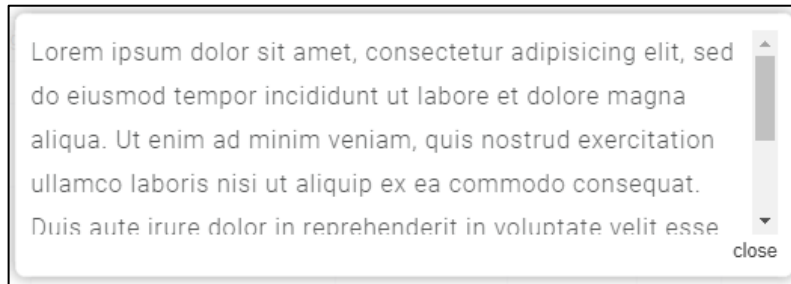 Lorem ipsum dolor sit amet, consectetur adipisicing elit, sed
do eiusmod tempor incididunt ut labore et dolore magna
aliqua. Ut enim ad minim veniam, quis nostrud exercitation
ullamco laboris nisi ut aliquip ex ea commodo consequat.
Duis aute irure dolor in reprehenderit in voluptate velit esse
close